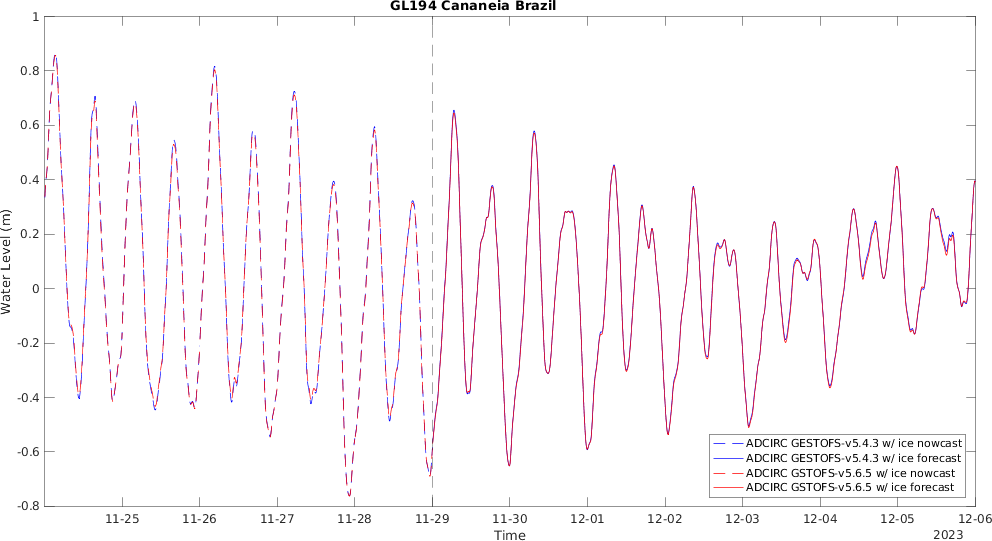 GL194 Cananeia Brazil
1
0.8
0.6
0.4
0.2
0
-0.2
-0.4
-0.6
-0.8
Water Level (m)
ADCIRC GESTOFS-v5.4.3 w/ ice nowcast
ADCIRC GESTOFS-v5.4.3 w/ ice forecast
ADCIRC GSTOFS-v5.6.5 w/ ice nowcast
ADCIRC GSTOFS-v5.6.5 w/ ice forecast
11-25 11-26 11-27 11-28 11-29 11-30 12-01 12-02 12-03 12-04 12-05 12-06
Time
2023